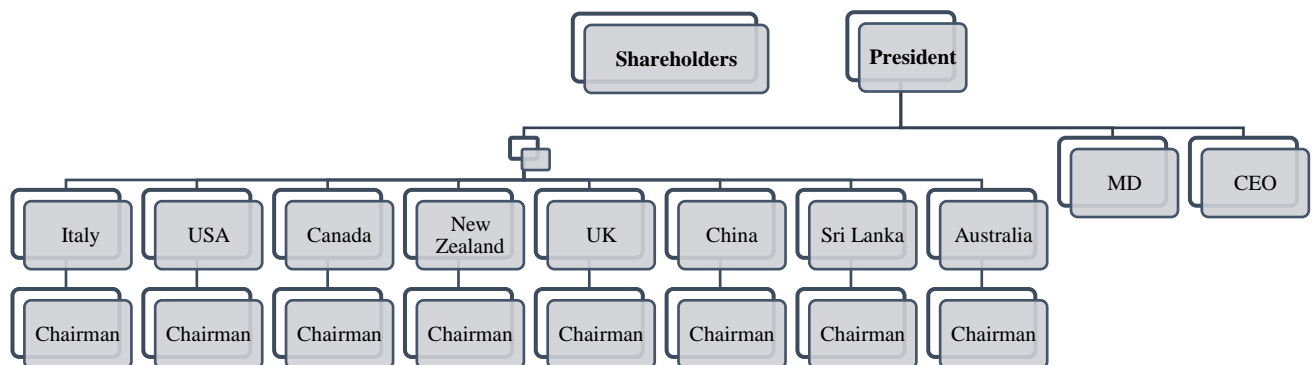 Shareholders
President
MD
CEO
Italy
USA
Canada
New
Zealand
UK
China
Sri Lanka
Australia
Chairman
Chairman
Chairman
Chairman
Chairman
Chairman
Chairman
Chairman